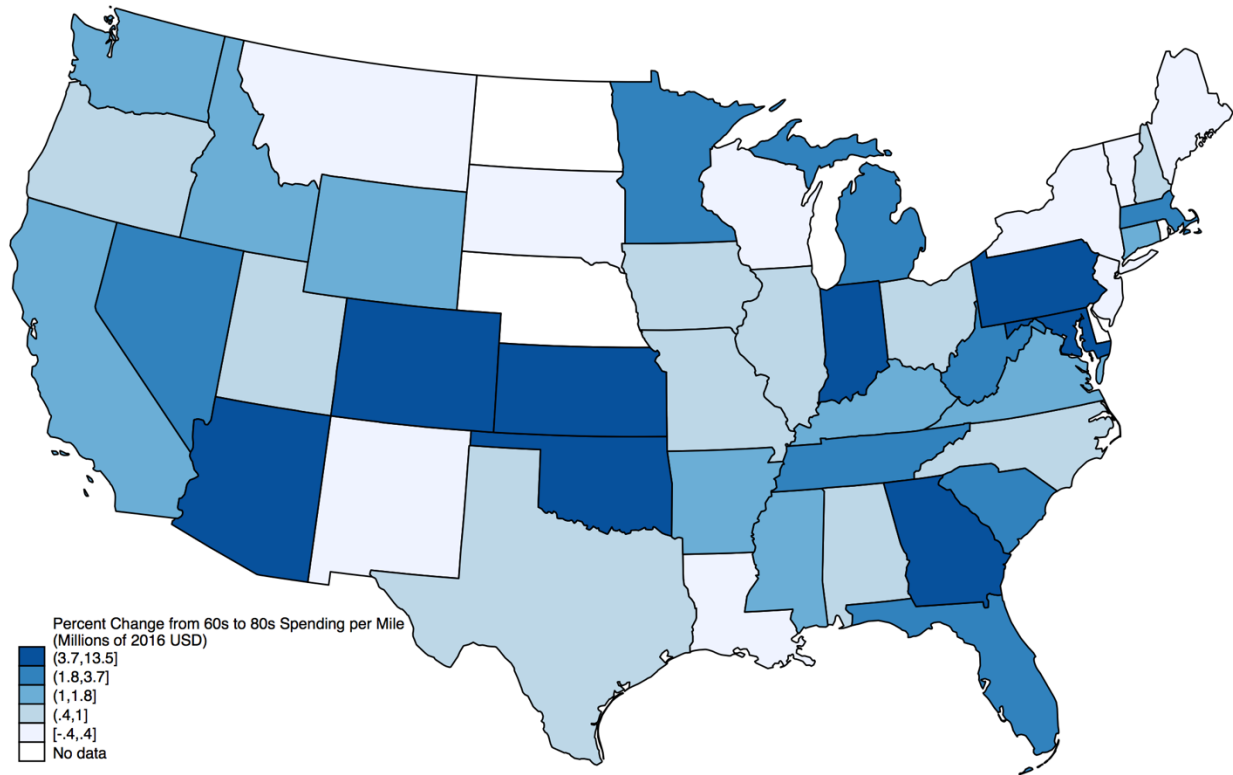 Percent Change from 60s to 80s Spending per Mile
(Millions of 2016 USD)
(3.7,13.5]
(1.8,3.7]
(1,1.8]
(.4,1]
[-.4,.4]
No data